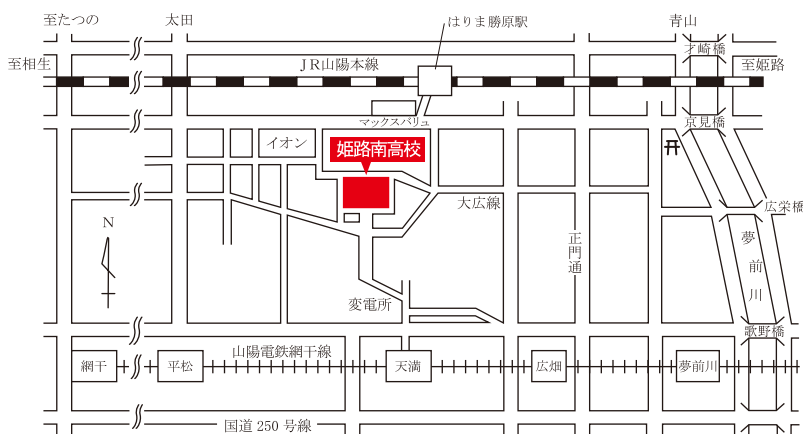 至たつの
太田
はりま勝原駅
青山
才崎橋
至相生
JR山陽本線
至姫路
マックスバリュ
京見橋
イオン
姫路南高校
大広線
広栄橋
N
正門通
夢前川
変電所
歌野橋
山陽電鉄網干線
網干
平松
天満
広畑
夢前川
国道250号線